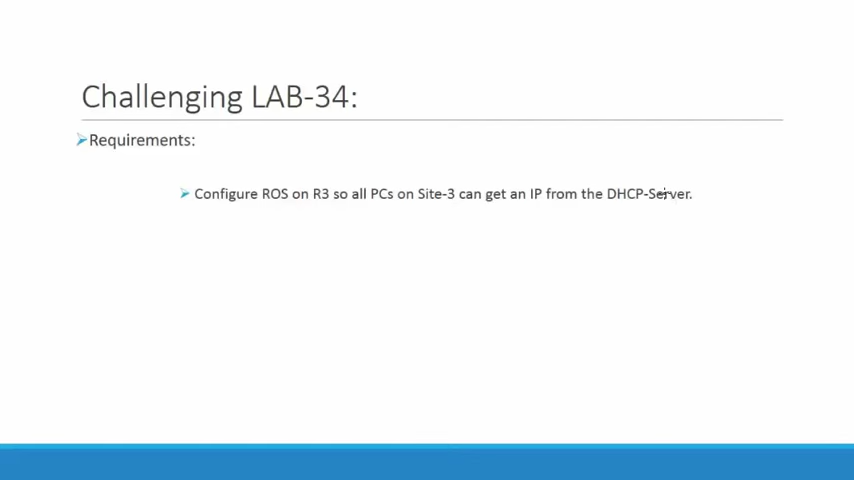 Challenging LAB-34:
Requirements:
Configure ROS on R3 so all PCs on Site-3 can get an IP from the DHCP-Server.